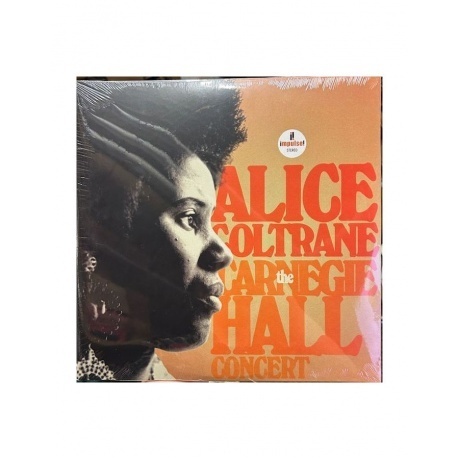 impulse!
STEREO
ALICE
COLTRANE
the
CARNEGIE
HALL
CONCERT